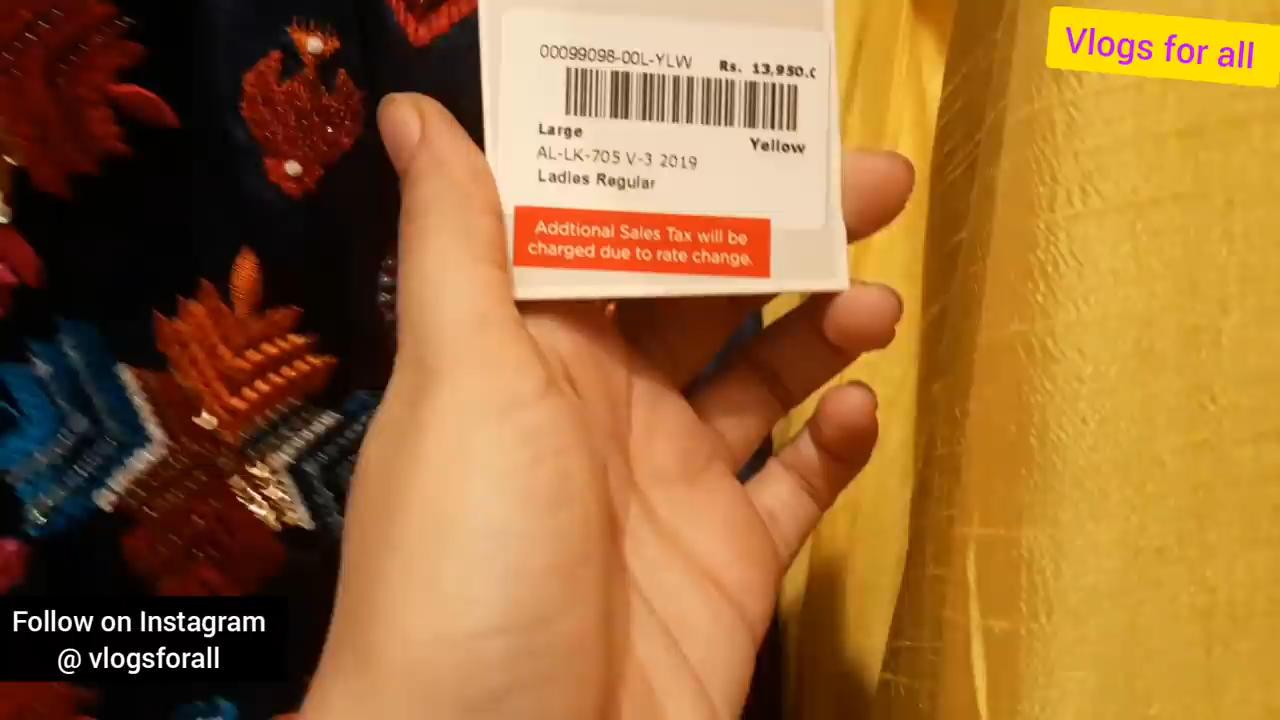 Vlogs for all
00099098-00L-YLW Rs. 13,950.0
Large
Yellow
AL-LK-705 V-3 2019
Ladies Regular
Addtional Sales Tax will be
charged due to rate change.
Follow on Instagram
@ vlogsforall